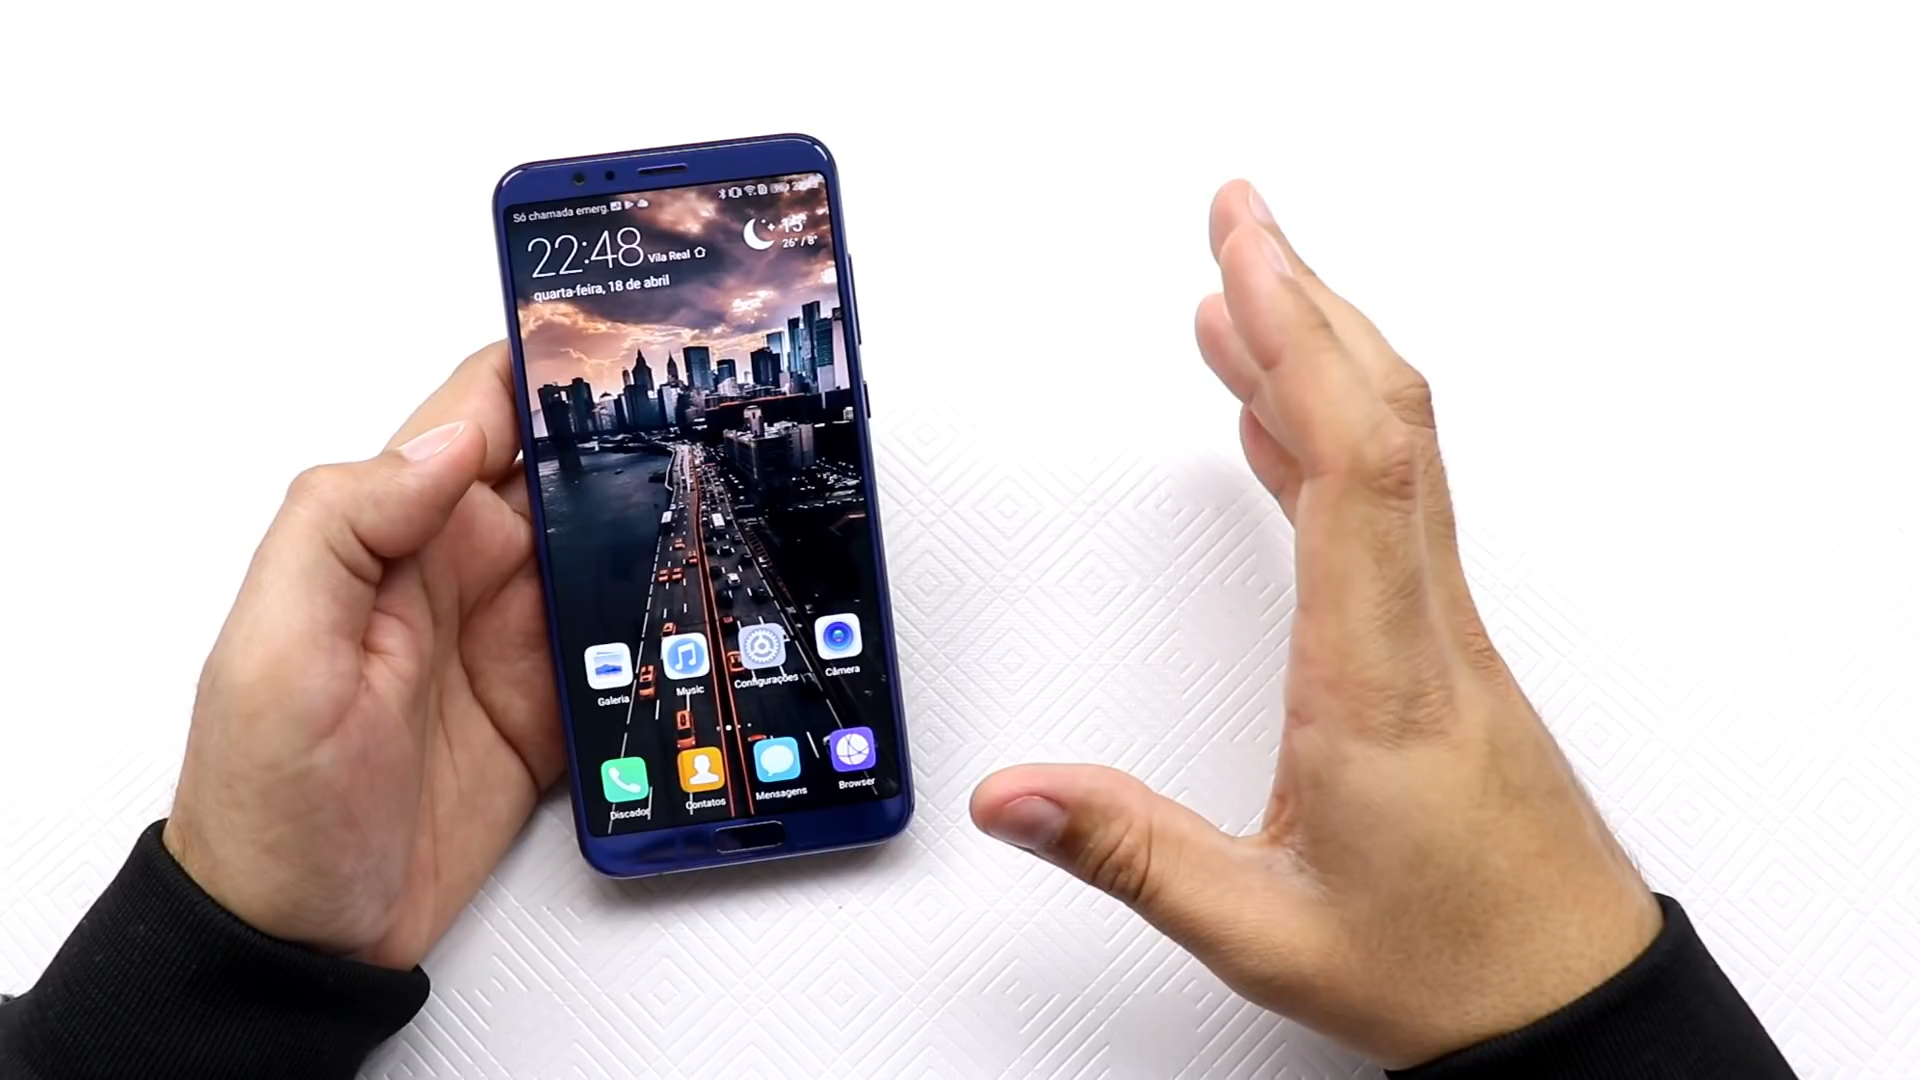 Só chamada emerg.
22:48 Vila Real
15°
26° / 8°
quarta-feira, 18 de abril
Galeria
Music
Configurações
Câmera
Discador
Contatos
Mensagens
Browser